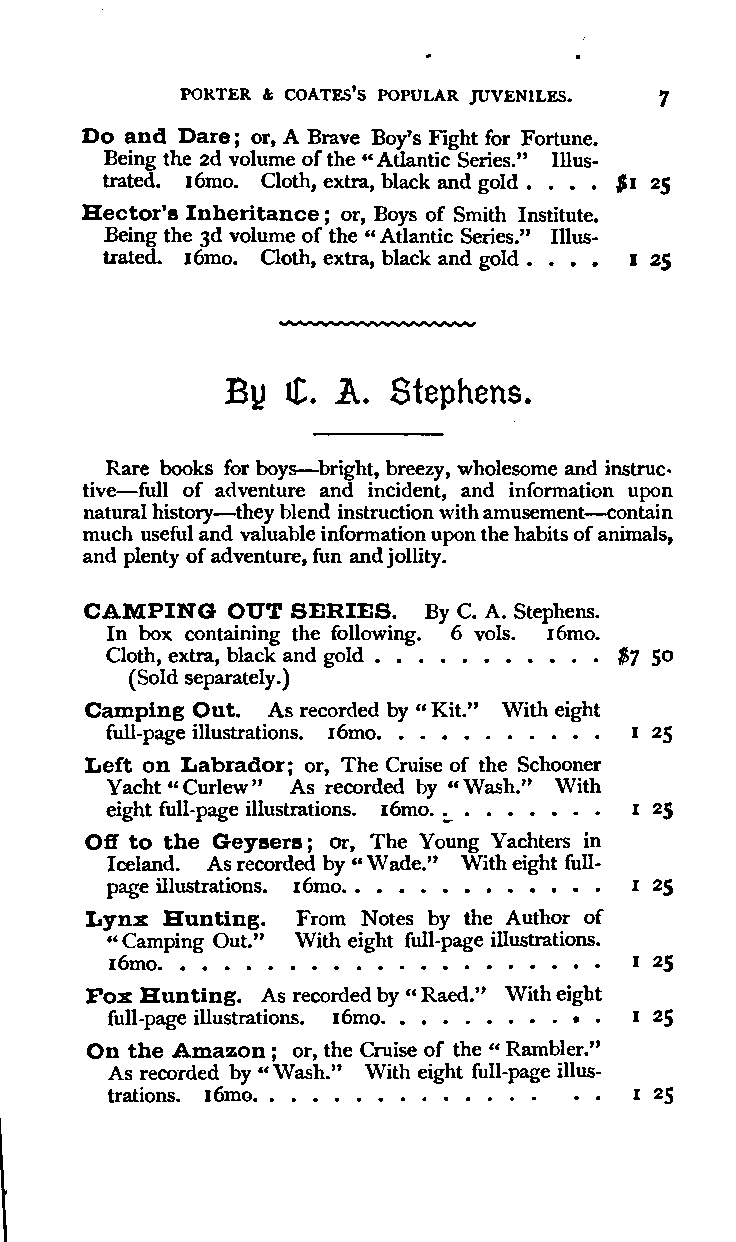 PORTER & COATES'S POPULAR JUVENILES. 7
Do and Dare; or, A Brave Boy's Fight for Fortune.
Being the 2d volume of the "Atlantic Series." Illus-
trated. 16mo. Cloth, extra, black and gold . . . . $1 25
Hector's Inheritance; or, Boys of Smith Institute.
Being the 3d volume of the "Atlantic Series." Illus-
trated. 16mo. Cloth, extra, black and gold . . . . 1 25
By C. A. Stephens.
Rare books for boys—bright, breezy, wholesome and instruc-
tive—full of adventure and incident, and information upon
natural history—they blend instruction with amusement—contain
much useful and valuable information upon the habits of animals,
and plenty of adventure, fun and jollity.
CAMPING OUT SERIES. By C. A. Stephens.
In box containing the following. 6 vols. 16mo.
Cloth, extra, black and gold . . . . . . . . . . . $7 50
(Sold separately.)
Camping Out. As recorded by "Kit." With eight
full-page illustrations. 16mo. . . . . . . . . . . 1 25
Left on Labrador; or, The Cruise of the Schooner
Yacht "Curlew" As recorded by "Wash." With
eight full-page illustrations. 16mo. . . . . . . . . 1 25
Off to the Geysers; or, The Young Yachters in
Iceland. As recorded by "Wade." With eight full-
page illustrations. 16mo. . . . . . . . . . . . . 1 25
Lynx Hunting. From Notes by the Author of
"Camping Out." With eight full-page illustrations.
16mo. . . . . . . . . . . . . . . . . . . . . 1 25
Fox Hunting. As recorded by "Raed." With eight
full-page illustrations. 16mo. . . . . . . . . . . 1 25
On the Amazon; or, the Cruise of the "Rambler."
As recorded by "Wash." With eight full-page illus-
trations. 16mo. . . . . . . . . . . . . . . . 1 25